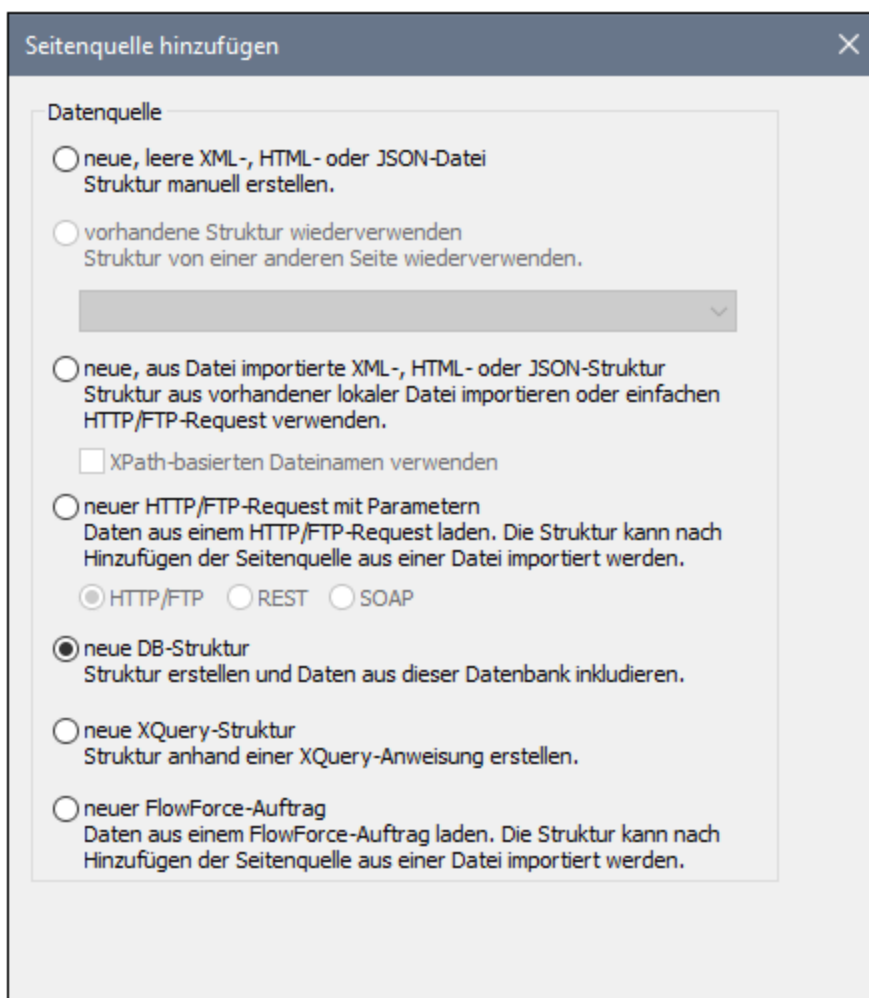 Seitenquelle hinzufügen
Datenquelle
neue, leere XML-, HTML- oder JSON-Datei
Struktur manuell erstellen.
vorhandene Struktur wiederverwenden
Struktur von einer anderen Seite wiederverwenden.
neue, aus Datei importierte XML-, HTML- oder JSON-Struktur
Struktur aus vorhandener lokaler Datei importieren oder einfachen
HTTP/FTP-Request verwenden.
XPath-basierten Dateinamen verwenden
neuer HTTP/FTP-Request mit Parametern
Daten aus einem HTTP/FTP-Request laden. Die Struktur kann nach
Hinzufügen der Seitenquelle aus einer Datei importiert werden.
HTTP/FTP REST SOAP
neue DB-Struktur
Struktur erstellen und Daten aus dieser Datenbank inkludieren.
neue XQuery-Struktur
Struktur anhand einer XQuery-Anweisung erstellen.
neuer FlowForce-Auftrag
Daten aus einem FlowForce-Auftrag laden. Die Struktur kann nach
Hinzufügen der Seitenquelle aus einer Datei importiert werden.